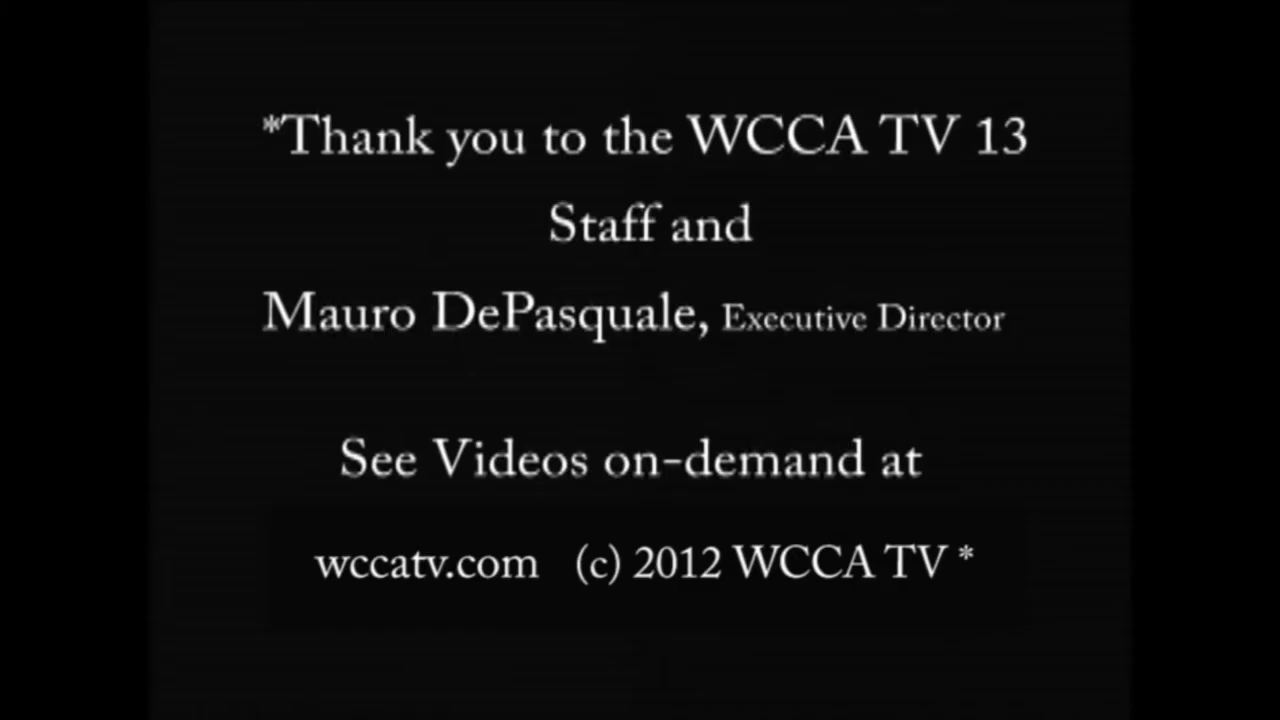 *Thank you to the WCCA TV 13
Staff and
Mauro DePasquale, Executive Director
See Videos on-demand at
wccatv.com (c) 2012 WCCA TV *